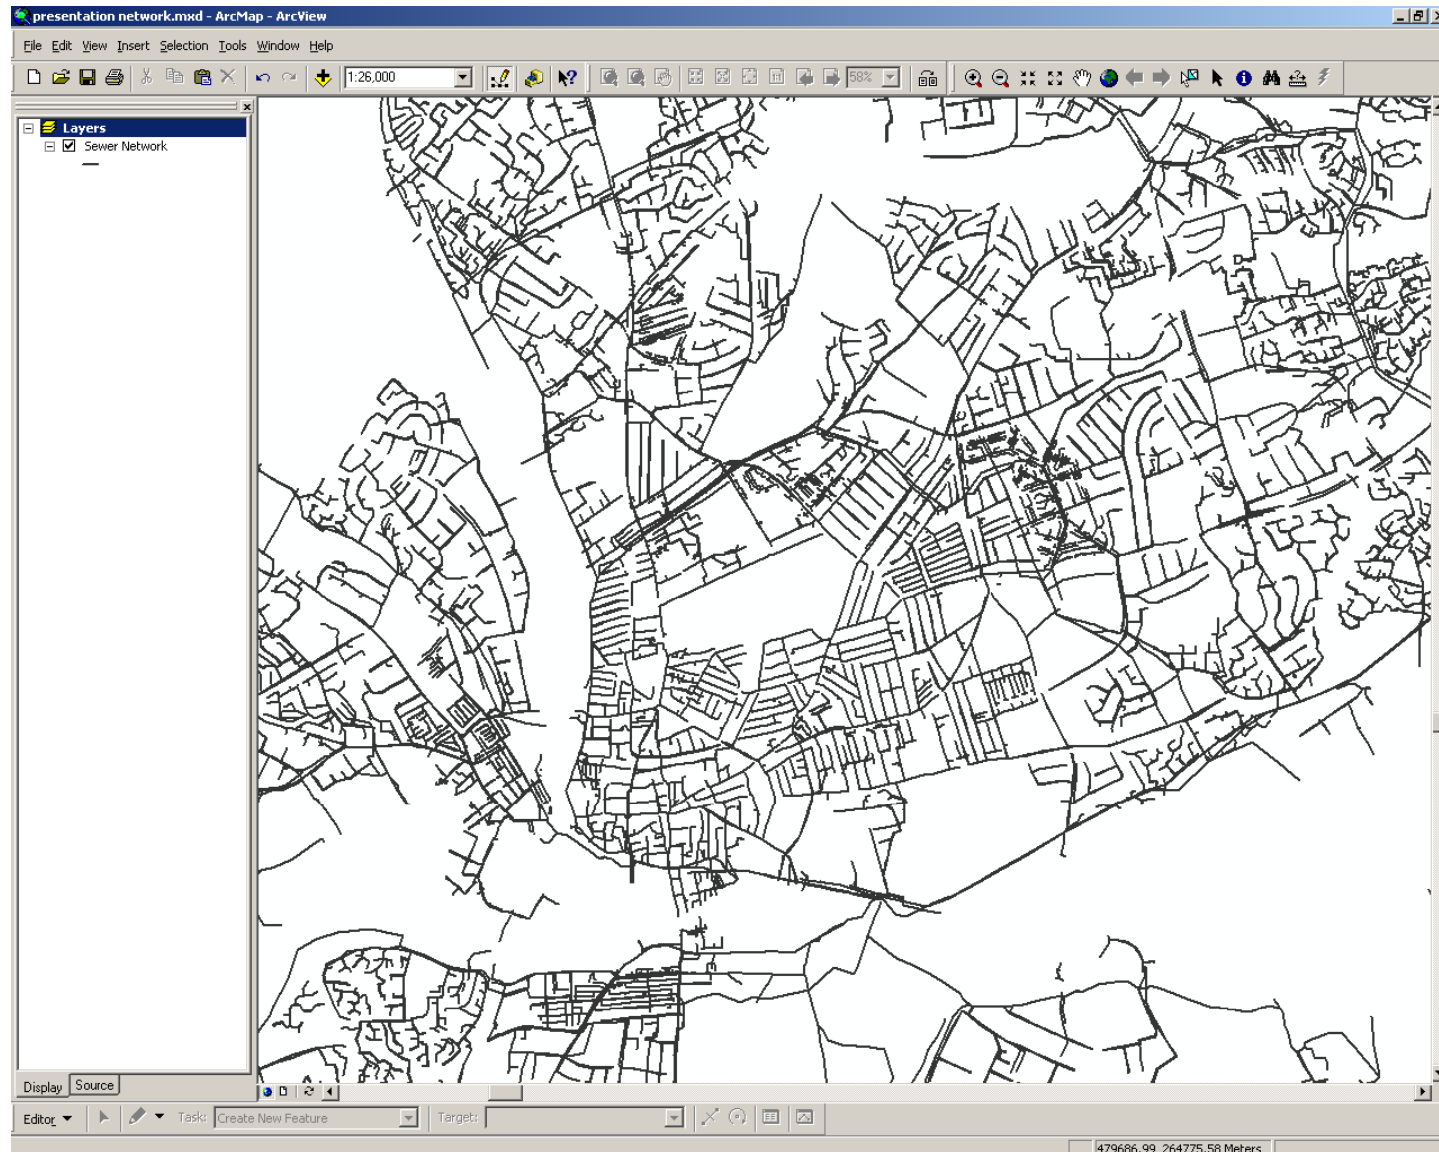 presentation network.mxd - ArcMap - ArcView
File Edit View Insert Selection Tools Window Help
1:26,000
58%
Layers
Sewer Network
Display Source
Editor Task: Create New Feature Target:
479686.99 264775.58 Meters